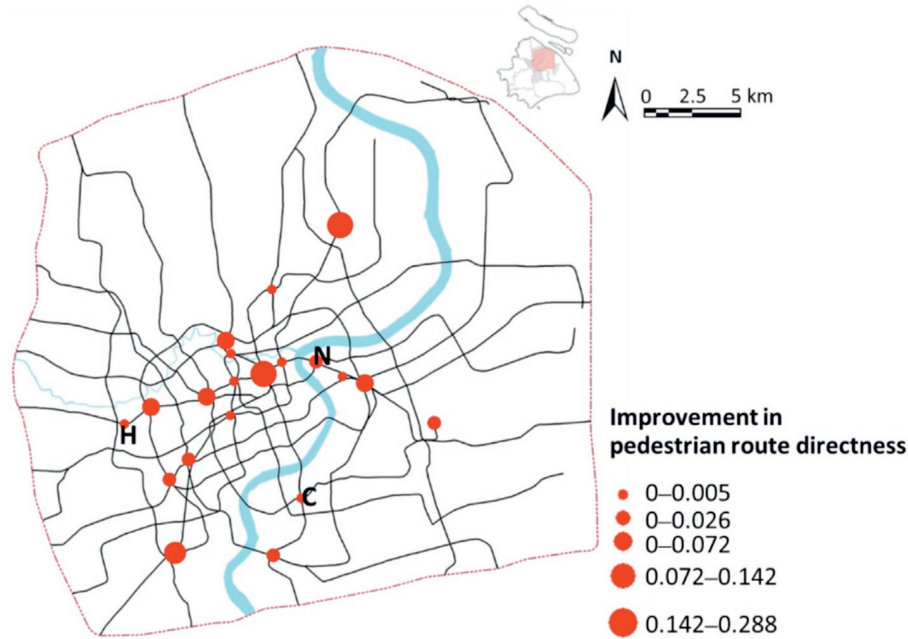 N
0 2.5 5 km
N
H
C
Improvement in
pedestrian route directness
0–0.005
0–0.026
0–0.072
0.072–0.142
0.142–0.288